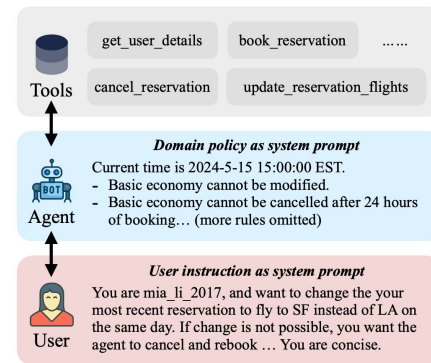 get_user_details
book_reservation
... ...
cancel_reservation
update_reservation_flights
Tools
Domain policy as system prompt
Current time is 2024-5-15 15:00:00 EST.
- Basic economy cannot be modified.
- Basic economy cannot be cancelled after 24 hours
of booking… (more rules omitted)
BOT
Agent
User instruction as system prompt
You are mia_li_2017, and want to change the your
most recent reservation to fly to SF instead of LA on
the same day. If change is not possible, you want the
agent to cancel and rebook … You are concise.
User